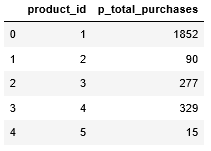 product_id p_total_purchases
0 1 1852
1 2 90
2 3 277
3 4 329
4 5 15